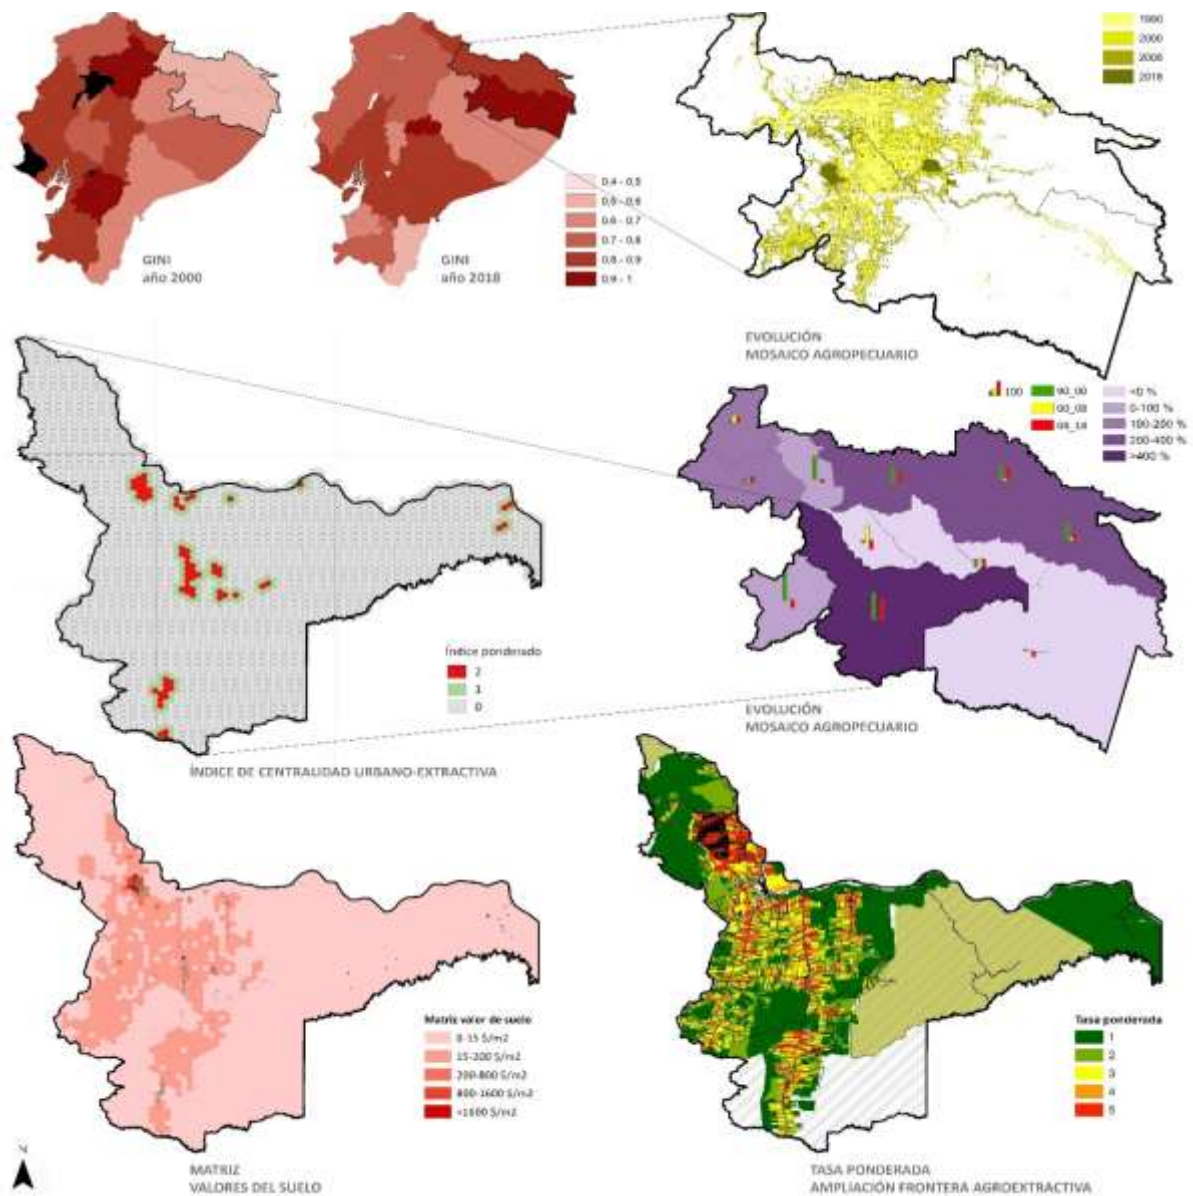 1990
2000
2008
2018
0,4 - 0,5
0,5 - 0,6
0,6 - 0,7
0,7 - 0,8
0,8 - 0,9
0,9 - 1
GINI
año 2000
GINI
año 2018
EVOLUCIÓN
MOSAICO AGROPECUARIO
100
90_00
00_08
08_18
<0 %
0-100 %
100-200 %
200-400 %
>400 %
Índice ponderado
2
1
0
ÍNDICE DE CENTRALIDAD URBANO-EXTRACTIVA
EVOLUCIÓN
MOSAICO AGROPECUARIO
Matriz valor de suelo
0-15 $/m2
15-200 $/m2
200-800 $/m2
800-1600 $/m2
>1600 $/m2
Tasa ponderada
1
2
3
4
5
MATRIZ
VALORES DEL SUELO
TASA PONDERADA
AMPLIACIÓN FRONTERA AGROEXTRACTIVA